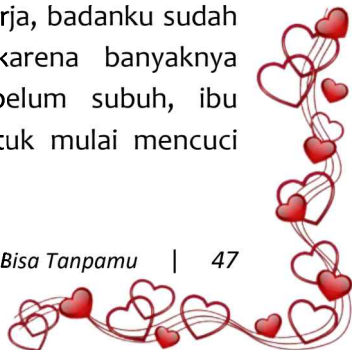 rja, badanku sudah
karena banyaknya
belum subuh, ibu
tuk mulai mencuci
Bisa Tanpamu | 47